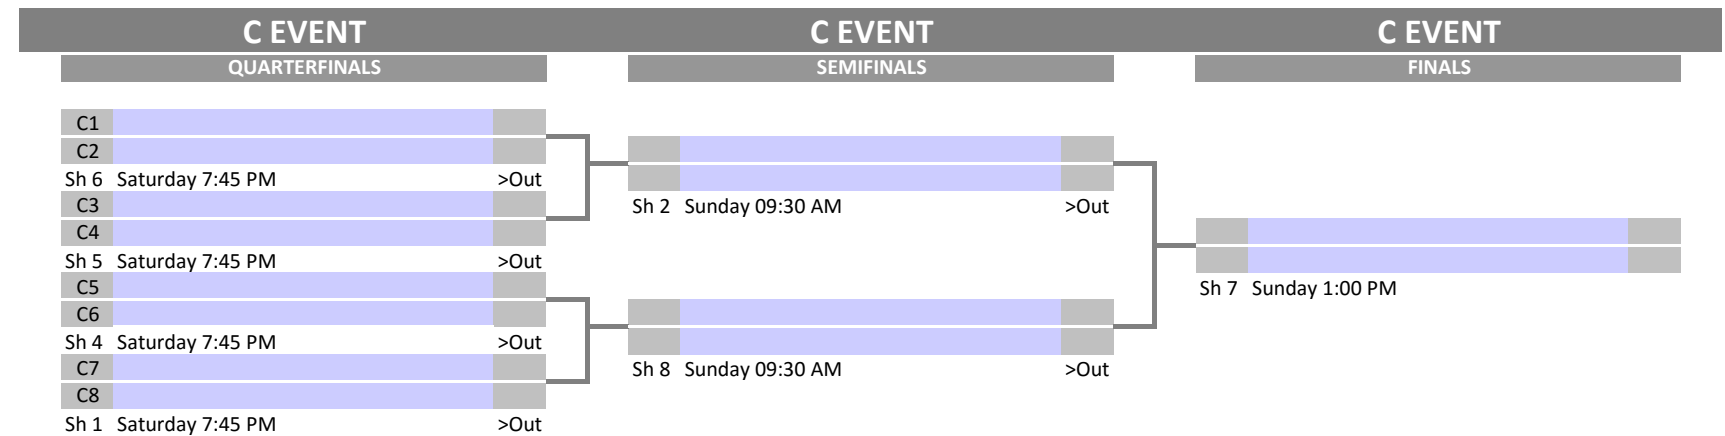 C EVENT C EVENT C EVENT
QUARTERFINALS SEMIFINALS FINALS
C1
C2
Sh 6 Saturday 7:45 PM >Out
C3
C4
Sh 5 Saturday 7:45 PM >Out
C5
C6
Sh 4 Saturday 7:45 PM >Out
C7
C8
Sh 1 Saturday 7:45 PM >Out
Sh 2 Sunday 09:30 AM >Out
Sh 8 Sunday 09:30 AM >Out
Sh 7 Sunday 1:00 PM